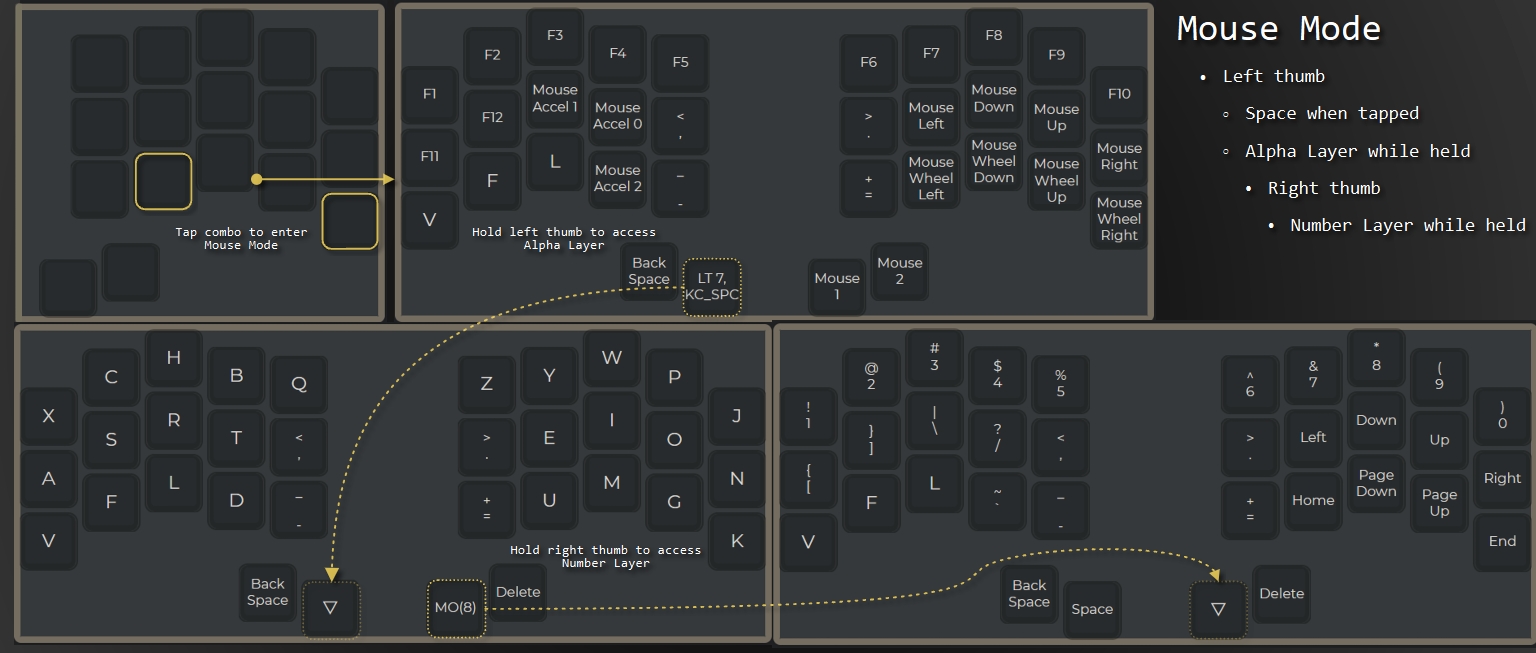 Mouse Mode
• Left thumb
◦ Space when tapped
◦ Alpha Layer while held
• Right thumb
• Number Layer while held
Tap combo to enter
Mouse Mode
F1
F2
F3
F4
F5
F11
F12
Mouse
Accel 1
Mouse
Accel 0
<
,
V
F
L
Mouse
Accel 2
_
-
Hold left thumb to access
Alpha Layer
Back
Space
LT 7,
KC_SPC
F6
F7
F8
F9
F10
>
.
Mouse
Left
Mouse
Down
Mouse
Up
Mouse
Right
+
=
Mouse
Wheel
Left
Mouse
Wheel
Down
Mouse
Wheel
Up
Mouse
Wheel
Right
Mouse
1
Mouse
2
X
C
H
B
Q
A
S
R
T
<
,
V
F
L
D
_
-
Back
Space
▽
Z
Y
W
P
J
>
.
E
I
O
N
+
=
U
M
G
K
Hold right thumb to access
Number Layer
MO(8)
Delete
!
1
@
2
#
3
$
4
%
5
{
[
}
]
|
\
?
/
<
,
V
F
L
~
`
_
-
Back
Space
Space
^
6
&
7
*
8
(
9
)
0
>
.
Left
Down
Up
Right
+
=
Home
Page
Down
Page
Up
End
▽
Delete